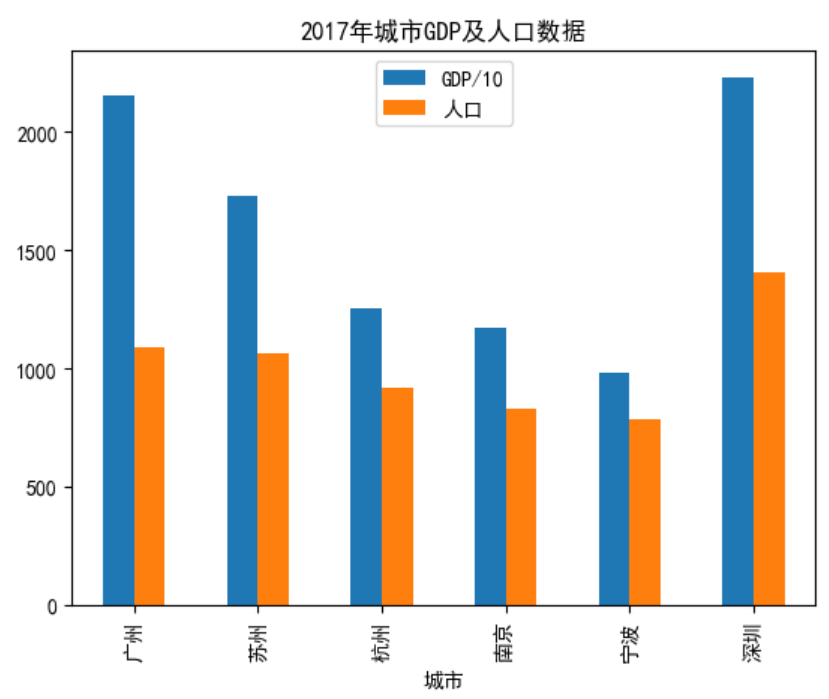 2017年城市GDP及人口数据
GDP/10
人口
2000
1500
1000
500
0
广州
苏州
杭州
南京
宁波
深圳
城市